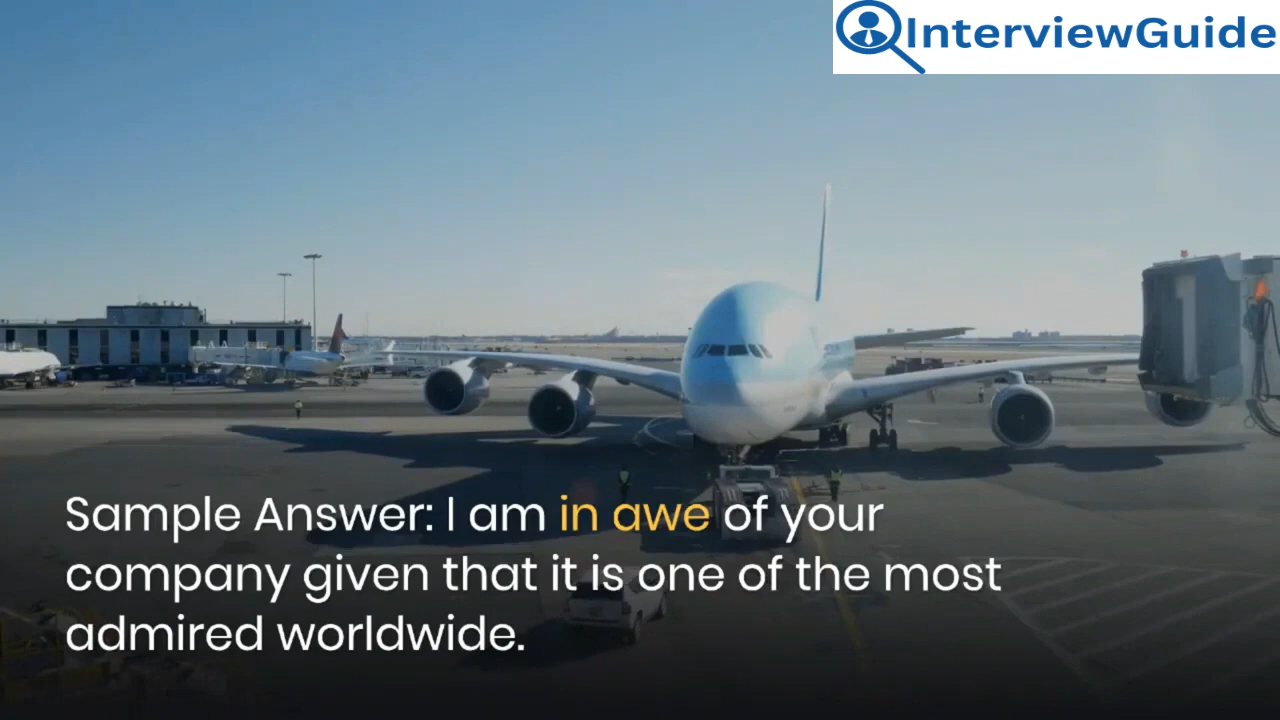 InterviewGuide
Sample Answer: I am in awe of your
company given that it is one of the most
admired worldwide.